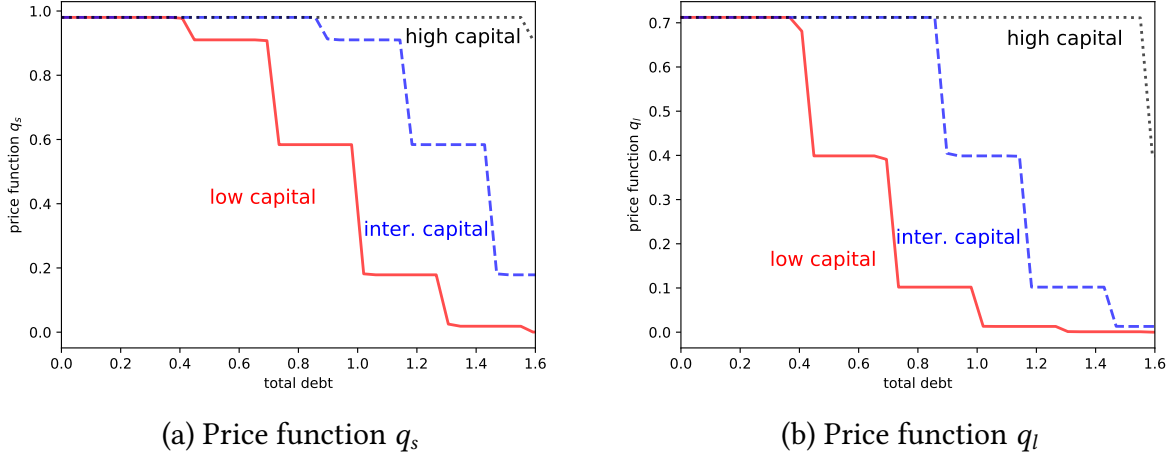 1.0
0.8
0.6
0.4
0.2
0.0
price function q_s
high capital
low capital
inter. capital
0.0 0.2 0.4 0.6 0.8 1.0 1.2 1.4 1.6
total debt
(a) Price function q_s
0.7
0.6
0.5
0.4
0.3
0.2
0.1
0.0
price function q_l
high capital
inter. capital
low capital
0.0 0.2 0.4 0.6 0.8 1.0 1.2 1.4 1.6
total debt
(b) Price function q_l